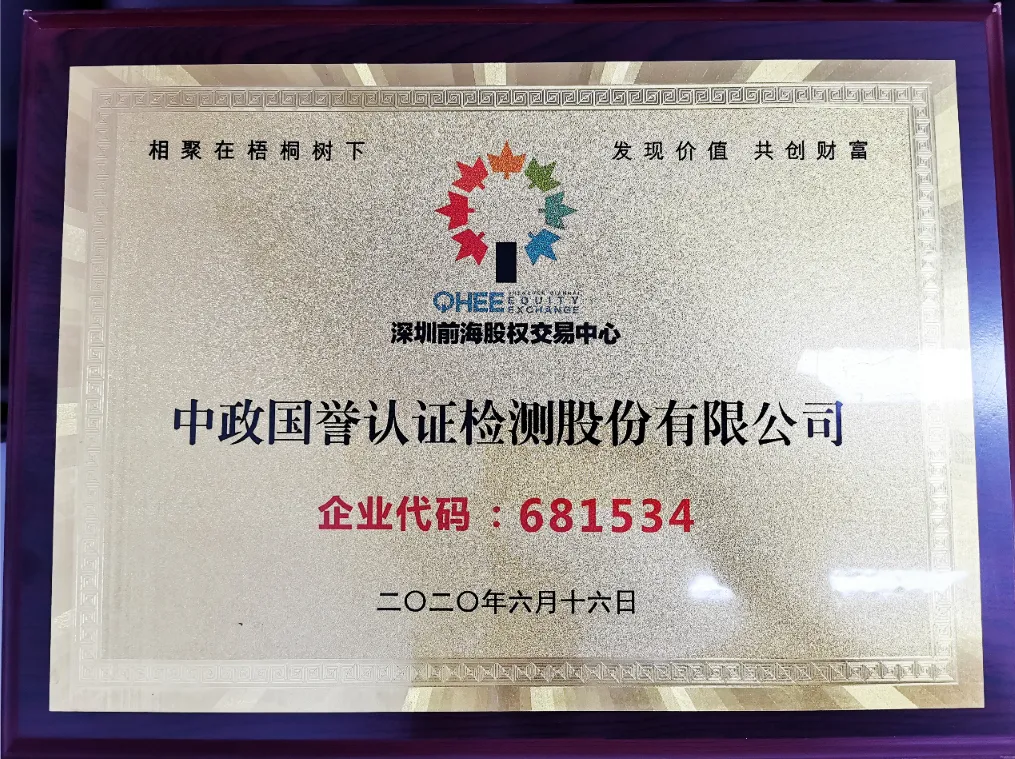 相聚在梧桐树下
发现价值 共创财富
QHEE SHENZHEN QIANHAI
EQUITY
EXCHANGE
深圳前海股权交易中心
中政国誉认证检测股份有限公司
企业代码：681534
二〇二〇年六月十六日